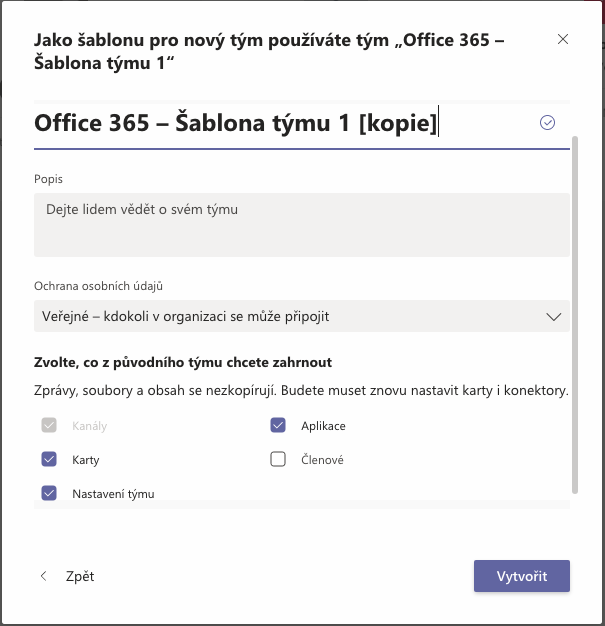 Jako šablonu pro nový tým používáte tým „Office 365 –
Šablona týmu 1“
Office 365 – Šablona týmu 1 [kopie]
Popis
Dejte lidem vědět o svém týmu
Ochrana osobních údajů
Veřejné – kdokoli v organizaci se může připojit
Zvolte, co z původního týmu chcete zahrnout
Zprávy, soubory a obsah se nezkopírují. Budete muset znovu nastavit karty i konektory.
Kanály
Aplikace
Karty
Členové
Nastavení týmu
Zpět
Vytvořit